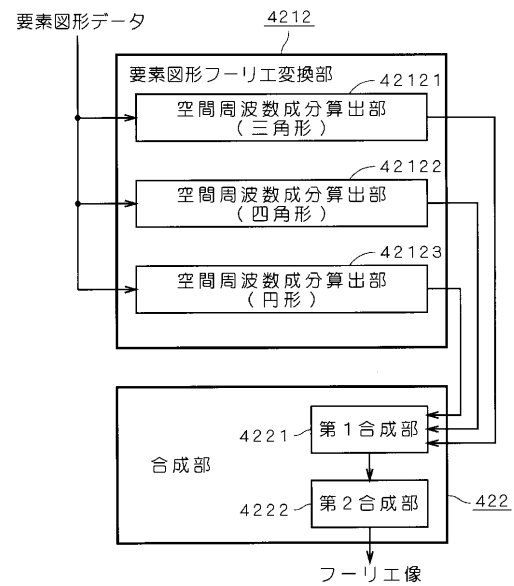 要素図形データ
4212
要素図形フーリエ変換部
42121
空間周波数成分算出部
(三角形)
42122
空間周波数成分算出部
(四角形)
42123
空間周波数成分算出部
(円形)
4221
第1合成部
合成部
4222
第2合成部
422
フーリエ像